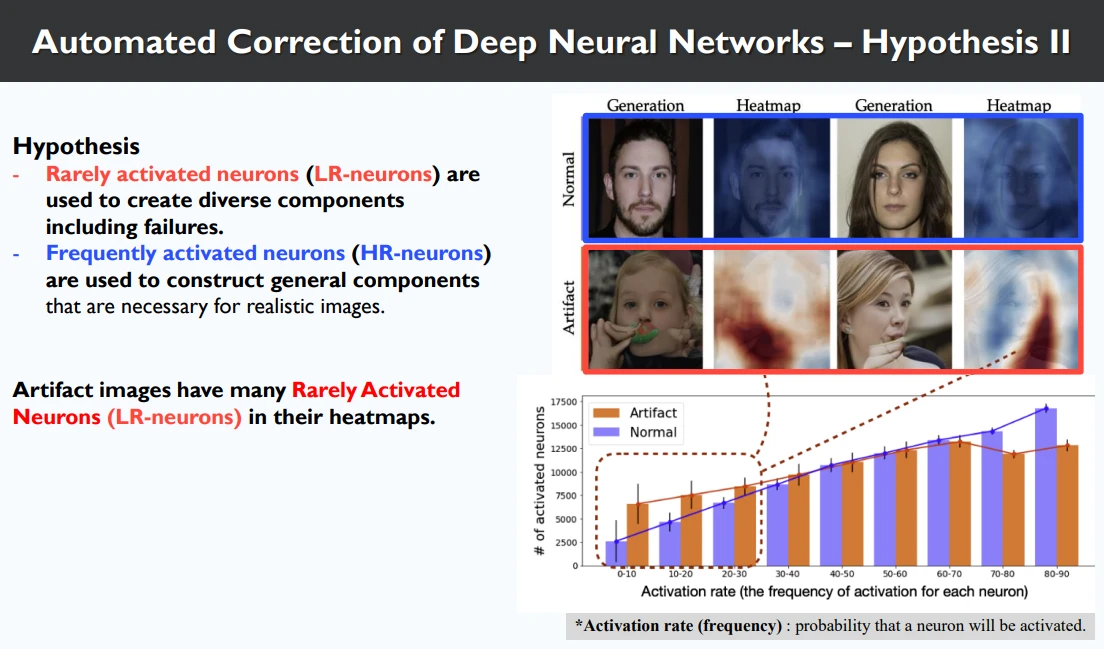 Automated Correction of Deep Neural Networks – Hypothesis II
Hypothesis
- Rarely activated neurons (LR-neurons) are
used to create diverse components
including failures.
- Frequently activated neurons (HR-neurons)
are used to construct general components
that are necessary for realistic images.
Artifact images have many Rarely Activated
Neurons (LR-neurons) in their heatmaps.
Generation Heatmap Generation Heatmap
Normal
Artifact
# of activated neurons
17500
15000
12500
10000
7500
5000
2500
0
Artifact
Normal
0-10 10-20 20-30 30-40 40-50 50-60 60-70 70-80 80-90
Activation rate (the frequency of activation for each neuron)
*Activation rate (frequency) : probability that a neuron will be activated.